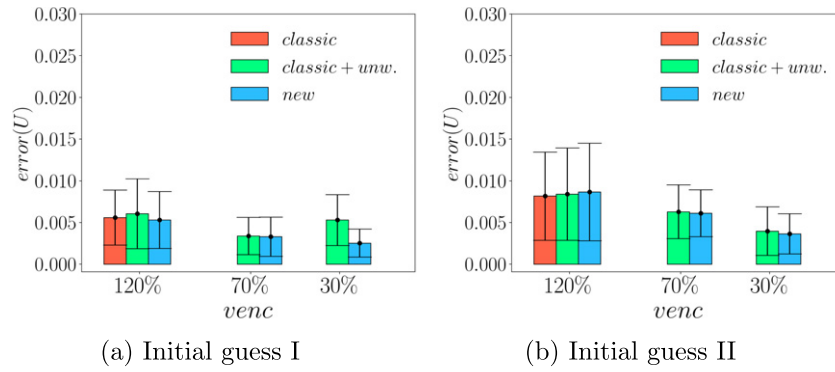 0.030
0.025
0.020
0.015
0.010
0.005
0.000
error(U)
classic
classic + unw.
new
120%
70%
30%
venc
(a) Initial guess I
0.030
0.025
0.020
0.015
0.010
0.005
0.000
error(U)
classic
classic + unw.
new
120%
70%
30%
venc
(b) Initial guess II